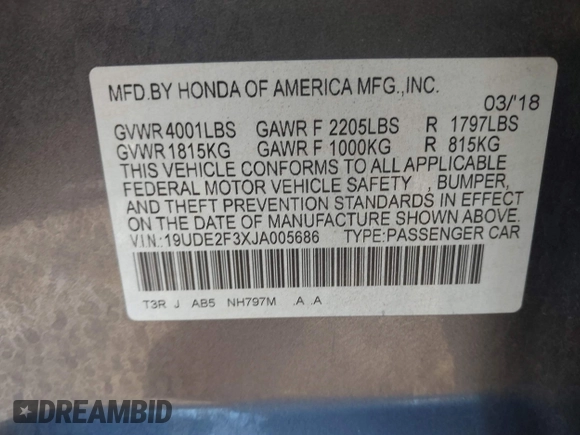 MFD.BY HONDA OF AMERICA MFG.,INC.
03/'18
GVWR 4001LBS GAWR F 2205LBS R 1797LBS
GVWR 1815KG GAWR F 1000KG R 815KG
THIS VEHICLE CONFORMS TO ALL APPLICABLE
FEDERAL MOTOR VEHICLE SAFETY , BUMPER,
AND THEFT PREVENTION STANDARDS IN EFFECT
ON THE DATE OF MANUFACTURE SHOWN ABOVE.
V.I.N.: 19UDE2F3XJA005686 TYPE:PASSENGER CAR
T3R J AB5 NH797M .A .A
DREAMBID